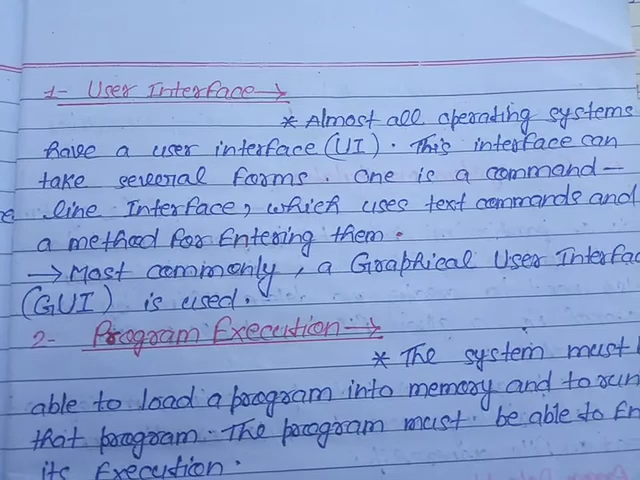 1- User Interface →
* Almost all operating systems
have a user interface (UI). This interface can
take several forms. One is a command-
line Interface, which uses text commands and
a method for Entering them.
→ Most commonly, a Graphical User Interfac
(GUI) is used.
2- Program Execution →
* The system must
able to load a program into memory and to run
that program. The program must be able to En
its Execution.